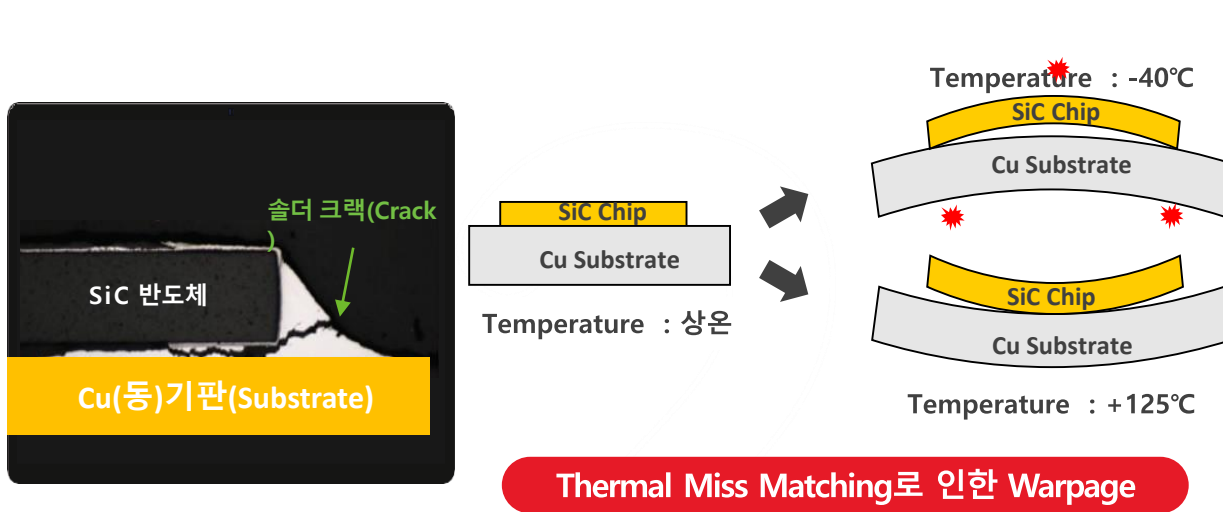 솔더 크랙(Crack
)
SiC 반도체
Cu(동)기판(Substrate)
SiC Chip
Cu Substrate
Temperature : 상온
Temperature : -40℃
SiC Chip
Cu Substrate
SiC Chip
Cu Substrate
Temperature : +125℃
Thermal Miss Matching로 인한 Warpage